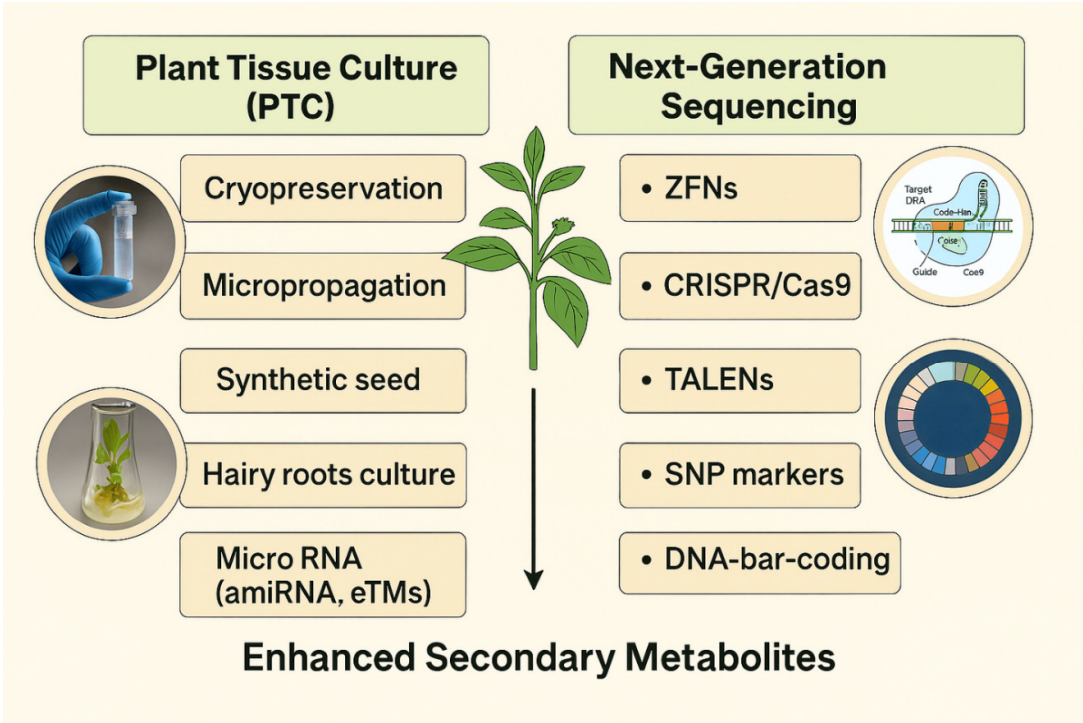 Plant Tissue Culture
(PTC)
Next-Generation
Sequencing
Cryopreservation
Micropropagation
Synthetic seed
Hairy roots culture
Micro RNA
(amiRNA, eTMs)
• ZFNs
• CRISPR/Cas9
• TALENs
• SNP markers
• DNA-bar-coding
Target
DRA
Code-Han
Coise
Guide
Coe9
Enhanced Secondary Metabolites